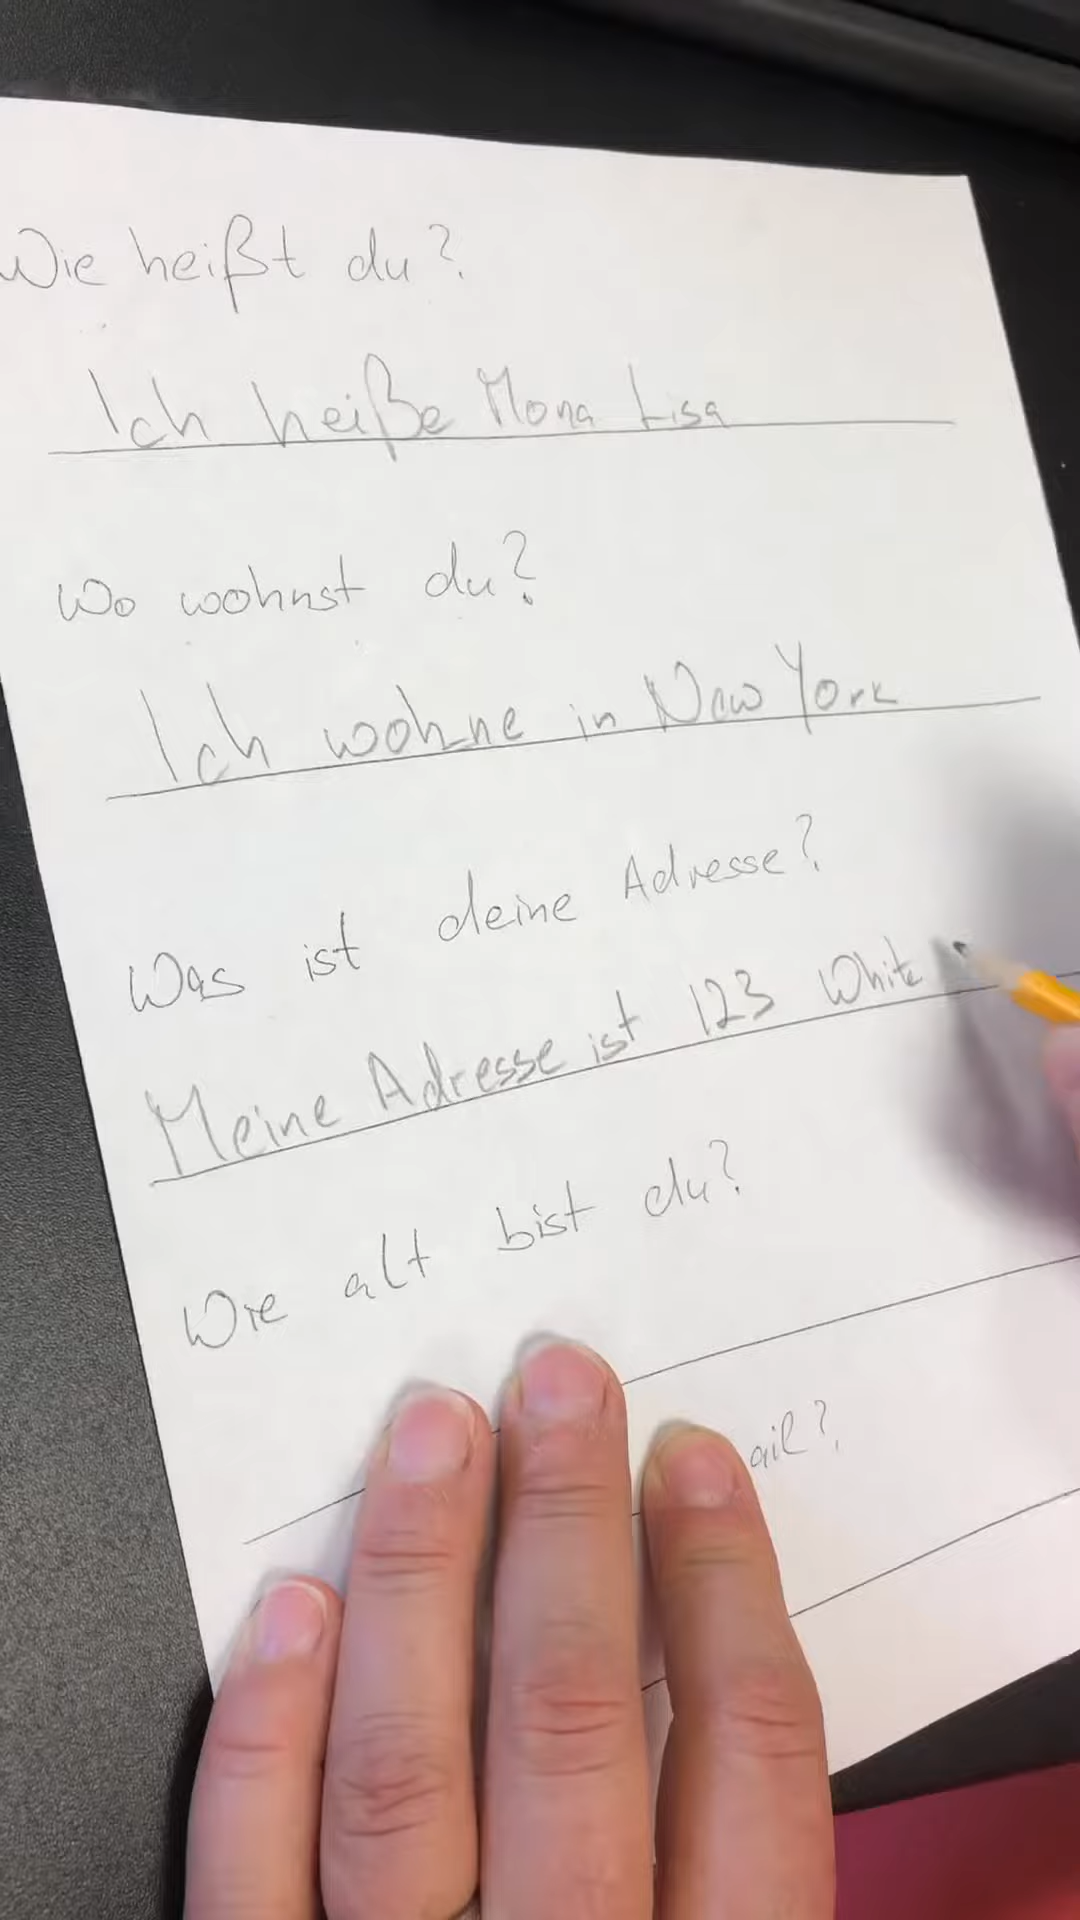 Wie heißt du?
Ich heiße Mona Lisa
Wo wohnst du?
Ich wohne in New York
Was ist deine Adresse?
Meine Adresse ist 123 White
Wie alt bist du?
ail?